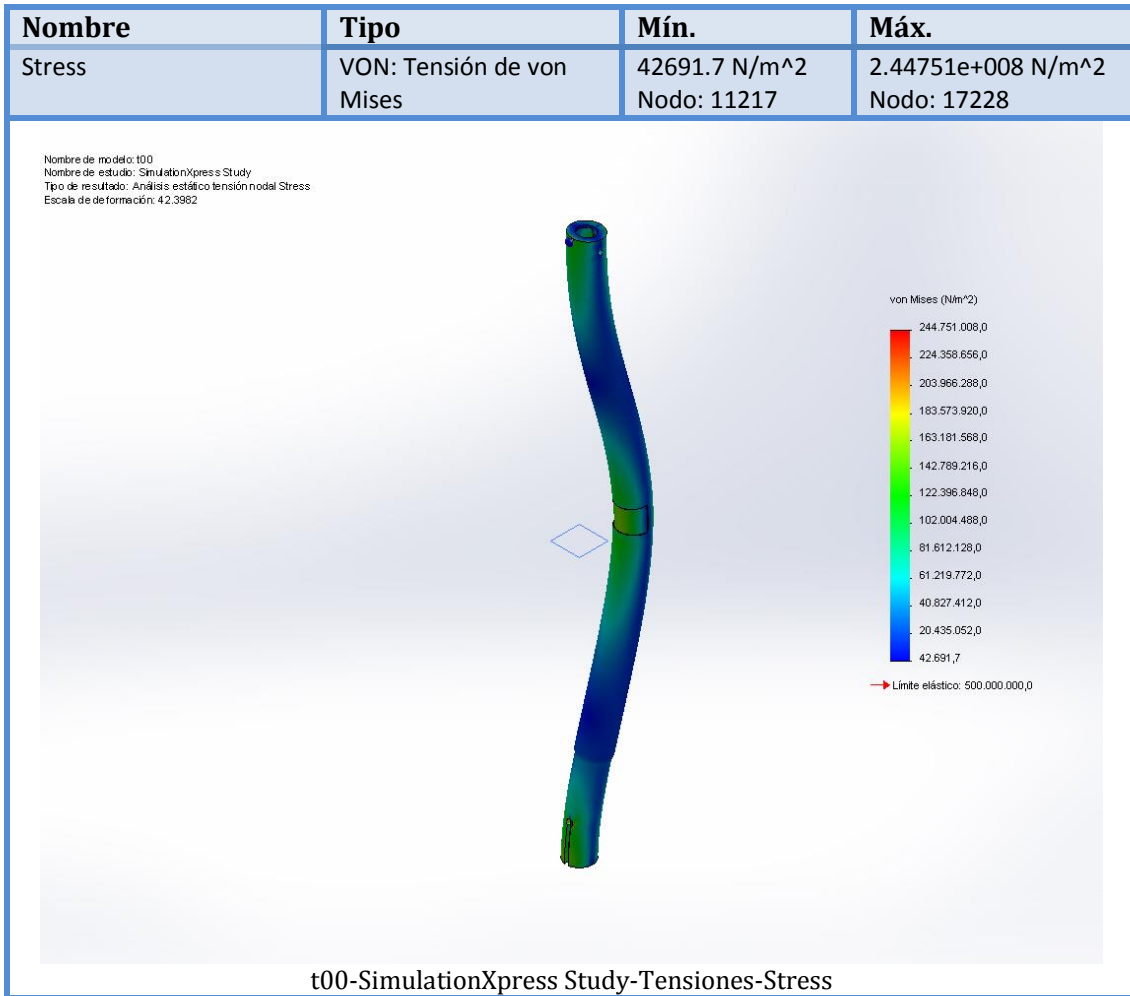 Nombre Tipo Mín. Máx.
Stress VON: Tensión de von 42691.7 N/m^2 2.44751e+008 N/m^2
Mises Nodo: 11217 Nodo: 17228
Nombre de modelo: t00
Nombre de estudio: SimulationXpress Study
Tipo de resultado: Análisis estático tensión nodal Stress
Escala de deformación: 42.3982
von Mises (N/m^2)
244.751.008,0
224.358.656,0
203.966.288,0
183.573.920,0
163.181.568,0
142.789.216,0
122.396.848,0
102.004.488,0
81.612.128,0
61.219.772,0
40.827.412,0
20.435.052,0
42.691,7
Límite elástico: 500.000.000,0
t00-SimulationXpress Study-Tensiones-Stress